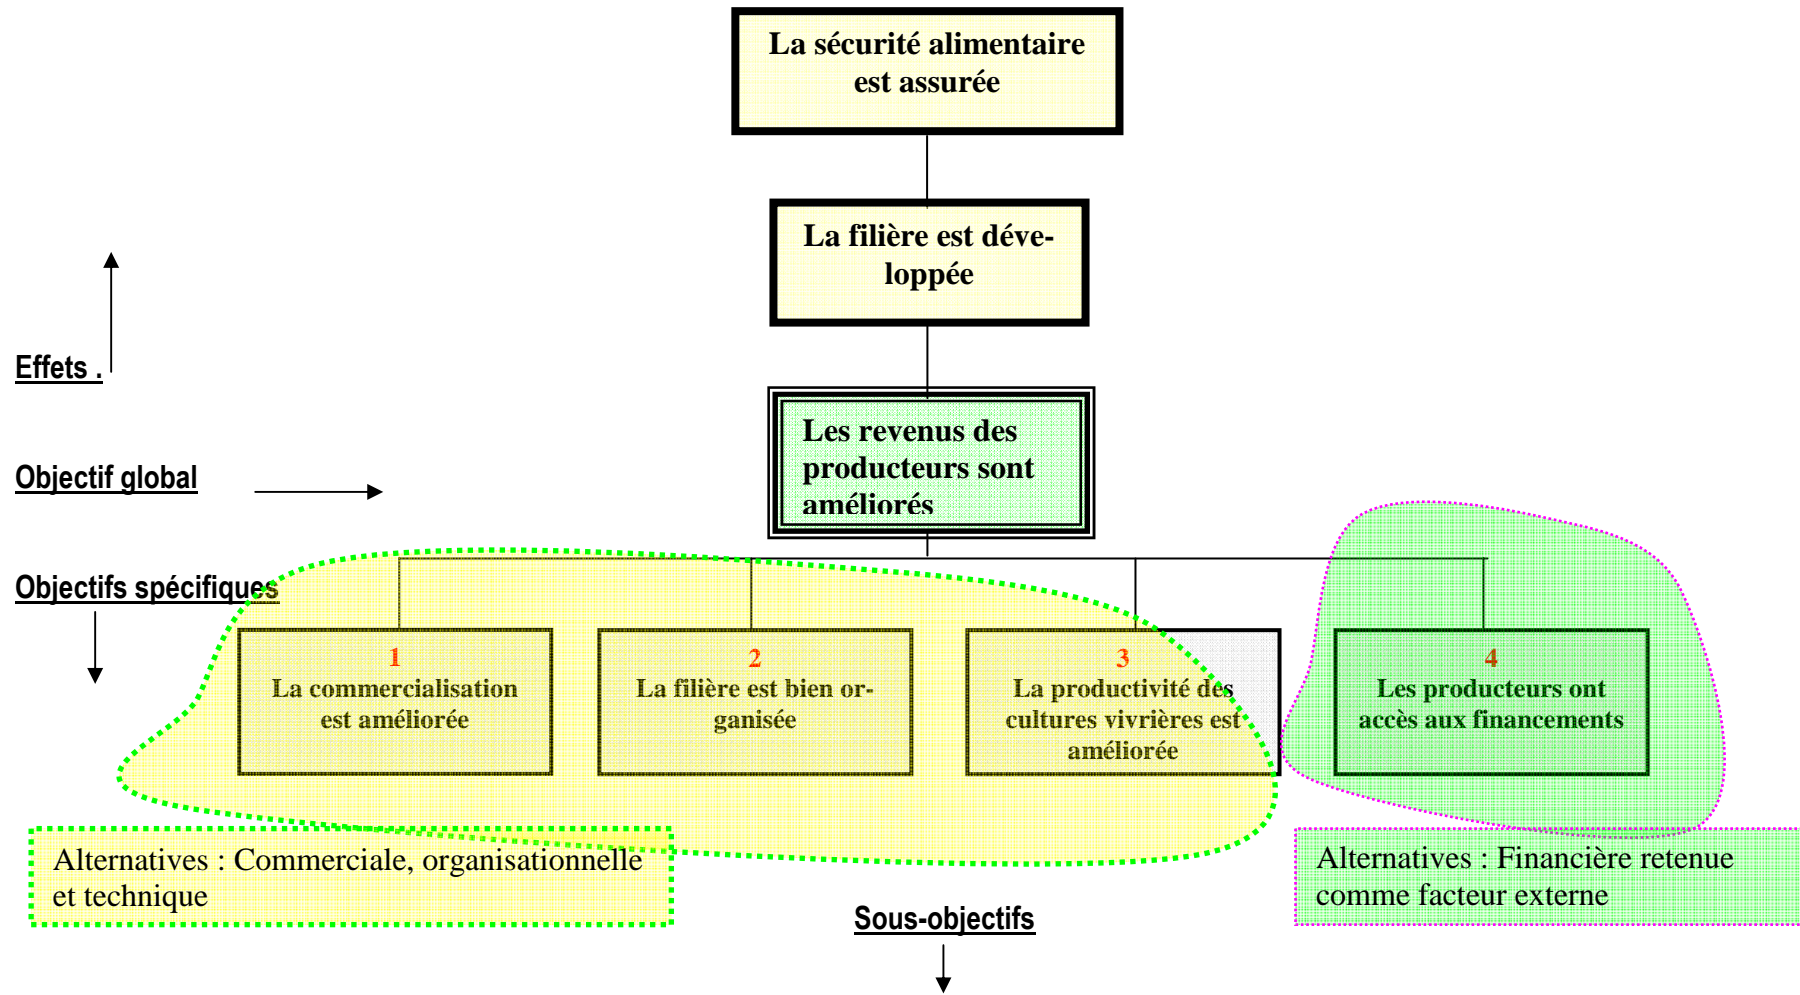 La sécurité alimentaire
est assurée
La filière est déve-
loppée
Effets .
Les revenus des
producteurs sont
améliorés
Objectif global
Objectifs spécifiques
1
La commercialisation
est améliorée
2
La filière est bien or-
ganisée
3
La productivité des
cultures vivrières est
améliorée
4
Les producteurs ont
accès aux financements
Alternatives : Commerciale, organisationnelle
et technique
Alternatives : Financière retenue
comme facteur externe
Sous-objectifs